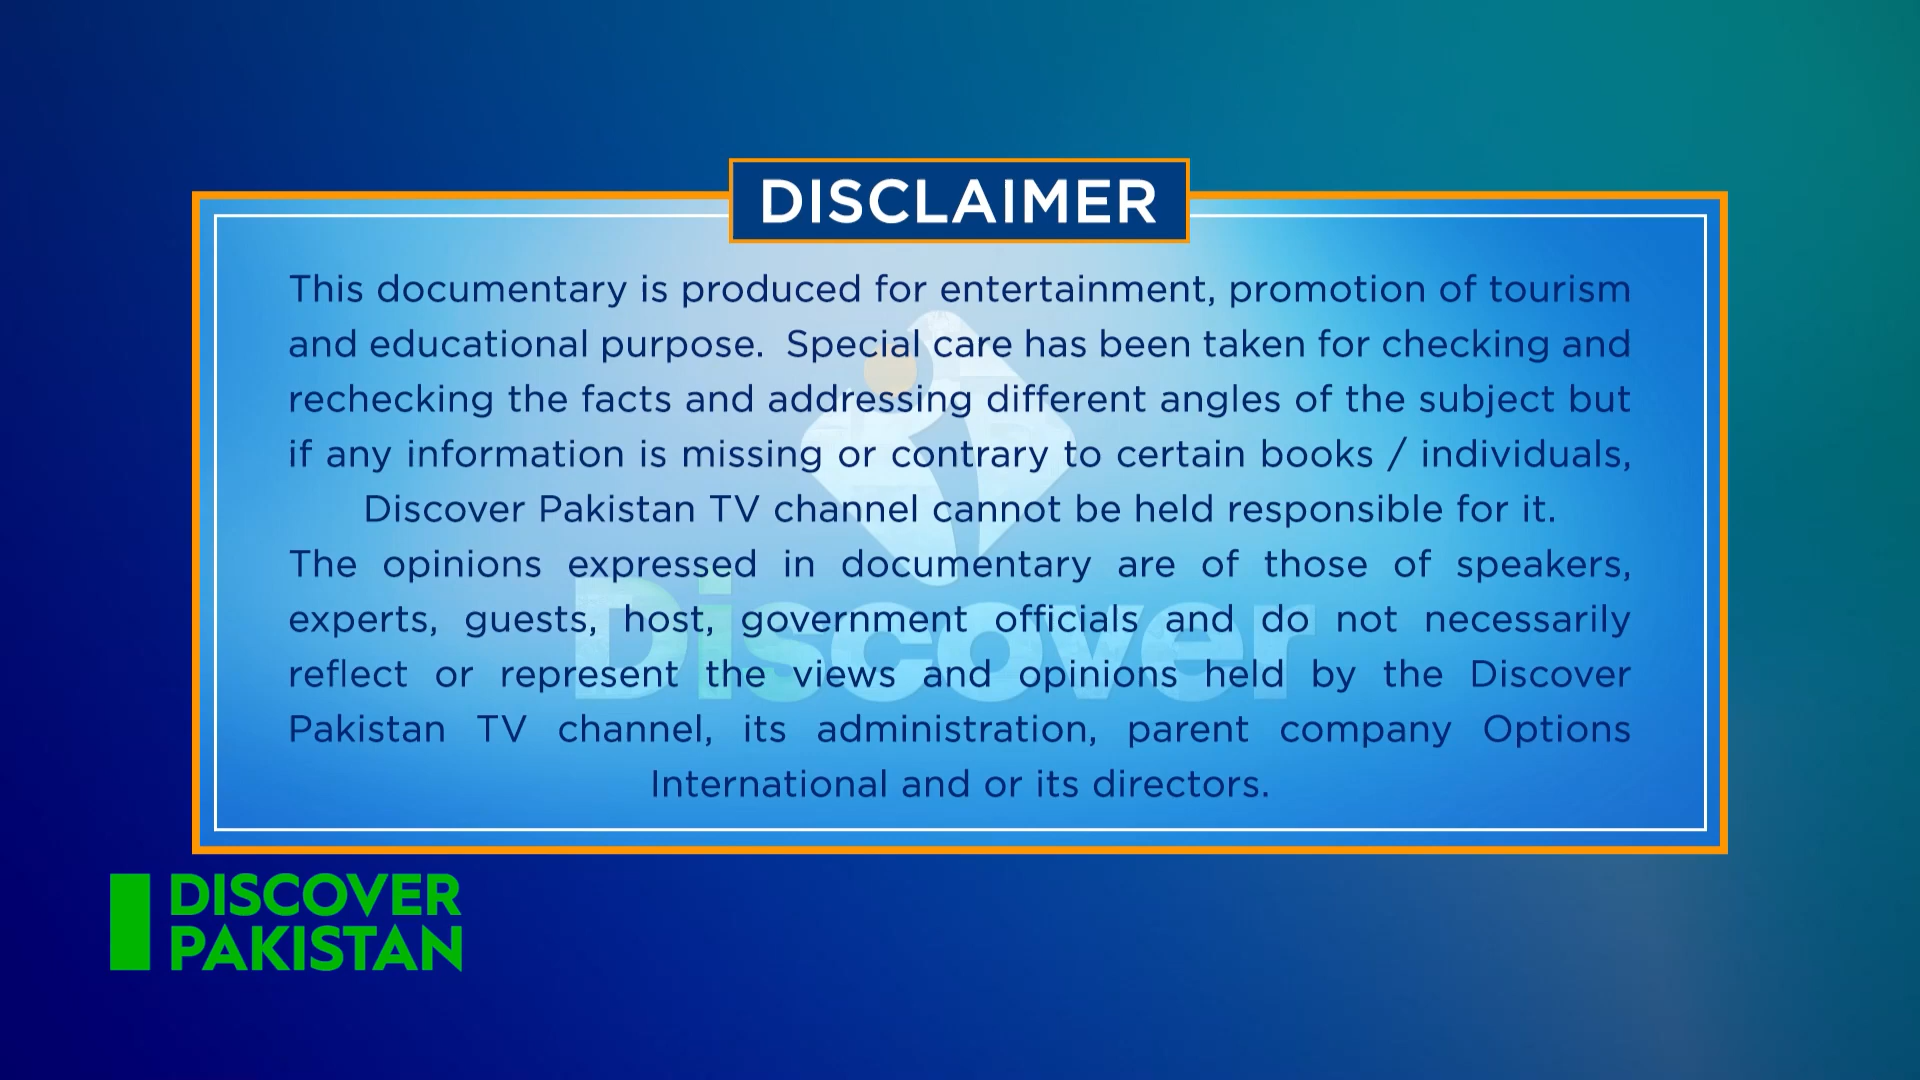 DISCLAIMER
This documentary is produced for entertainment, promotion of tourism
and educational purpose.  Special care has been taken for checking and
rechecking the facts and addressing different angles of the subject but
if any information is missing or contrary to certain books / individuals,
Discover Pakistan TV channel cannot be held responsible for it.
The opinions expressed in documentary are of those of speakers,
experts, guests, host, government officials and do not necessarily
reflect or represent the views and opinions held by the Discover
Pakistan TV channel, its administration, parent company Options
International and or its directors.
Discover
DISCOVER
PAKISTAN